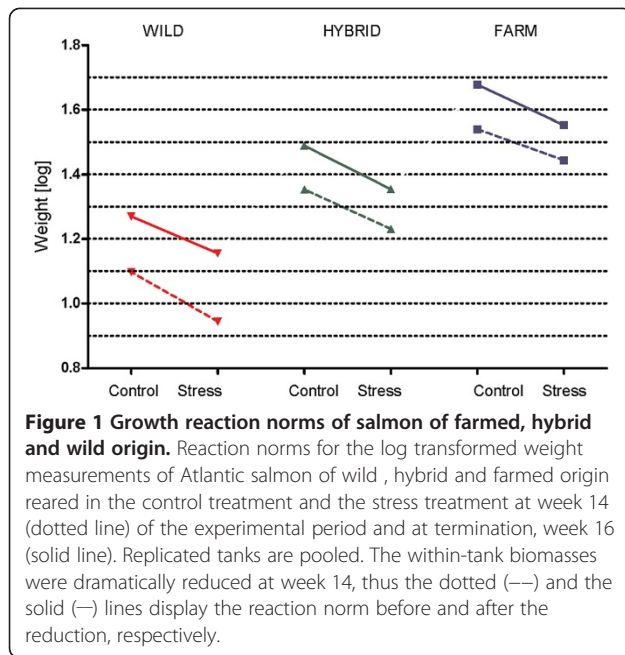 WILD HYBRID FARM
1.8
1.6
1.4
1.2
1.0
0.8
Weight [log]
Control Stress Control Stress Control Stress
Figure 1 Growth reaction norms of salmon of farmed, hybrid
and wild origin. Reaction norms for the log transformed weight
measurements of Atlantic salmon of wild , hybrid and farmed origin
reared in the control treatment and the stress treatment at week 14
(dotted line) of the experimental period and at termination, week 16
(solid line). Replicated tanks are pooled. The within-tank biomasses
were dramatically reduced at week 14, thus the dotted (−−) and the
solid (—) lines display the reaction norm before and after the
reduction, respectively.